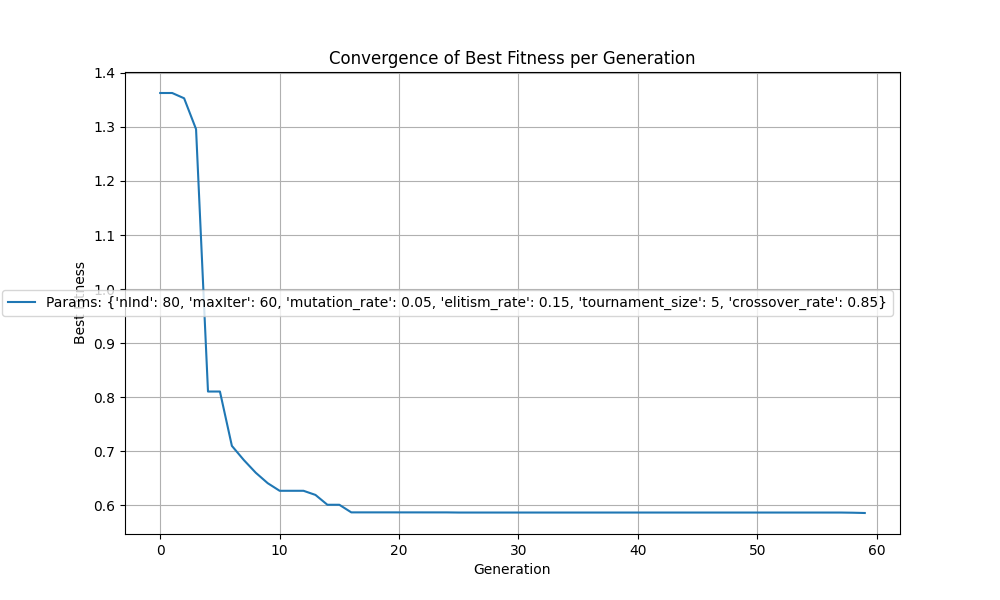 Convergence of Best Fitness per Generation
1.4
1.3
1.2
1.1
1.0
Params: {'nInd': 80, 'maxIter': 60, 'mutation_rate': 0.05, 'elitism_rate': 0.15, 'tournament_size': 5, 'crossover_rate': 0.85}
Best Fitness
0.9
0.8
0.7
0.6
0 10 20 30 40 50 60
Generation